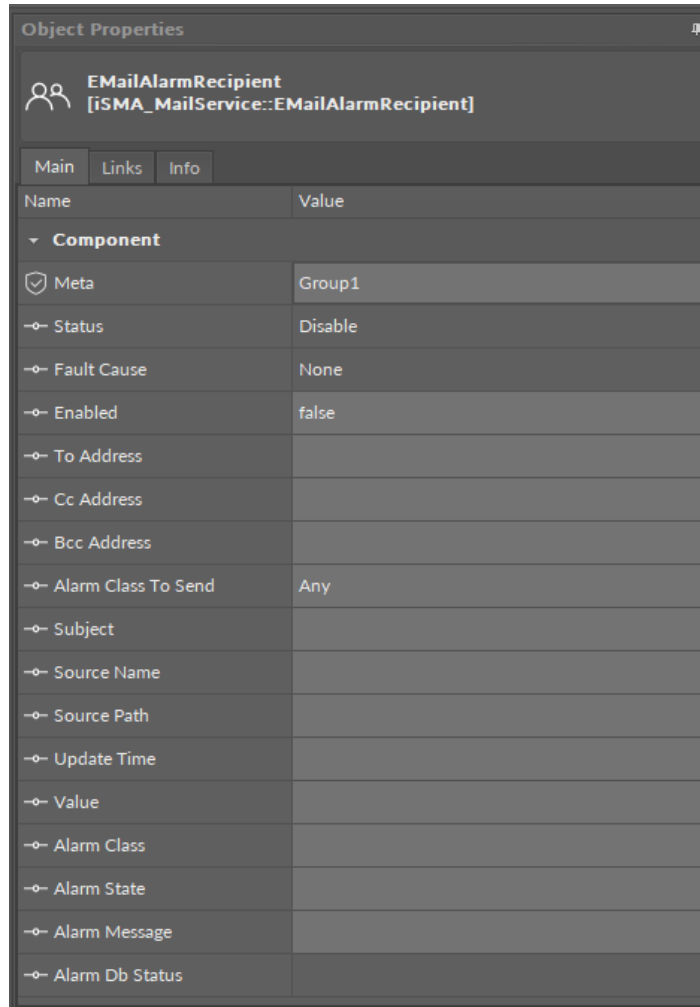 Object Properties
EMailAlarmRecipient
[iSMA_MailService::EMailAlarmRecipient]
Main Links Info
Name Value
Component
Meta Group1
Status Disable
Fault Cause None
Enabled false
To Address
Cc Address
Bcc Address
Alarm Class To Send Any
Subject
Source Name
Source Path
Update Time
Value
Alarm Class
Alarm State
Alarm Message
Alarm Db Status